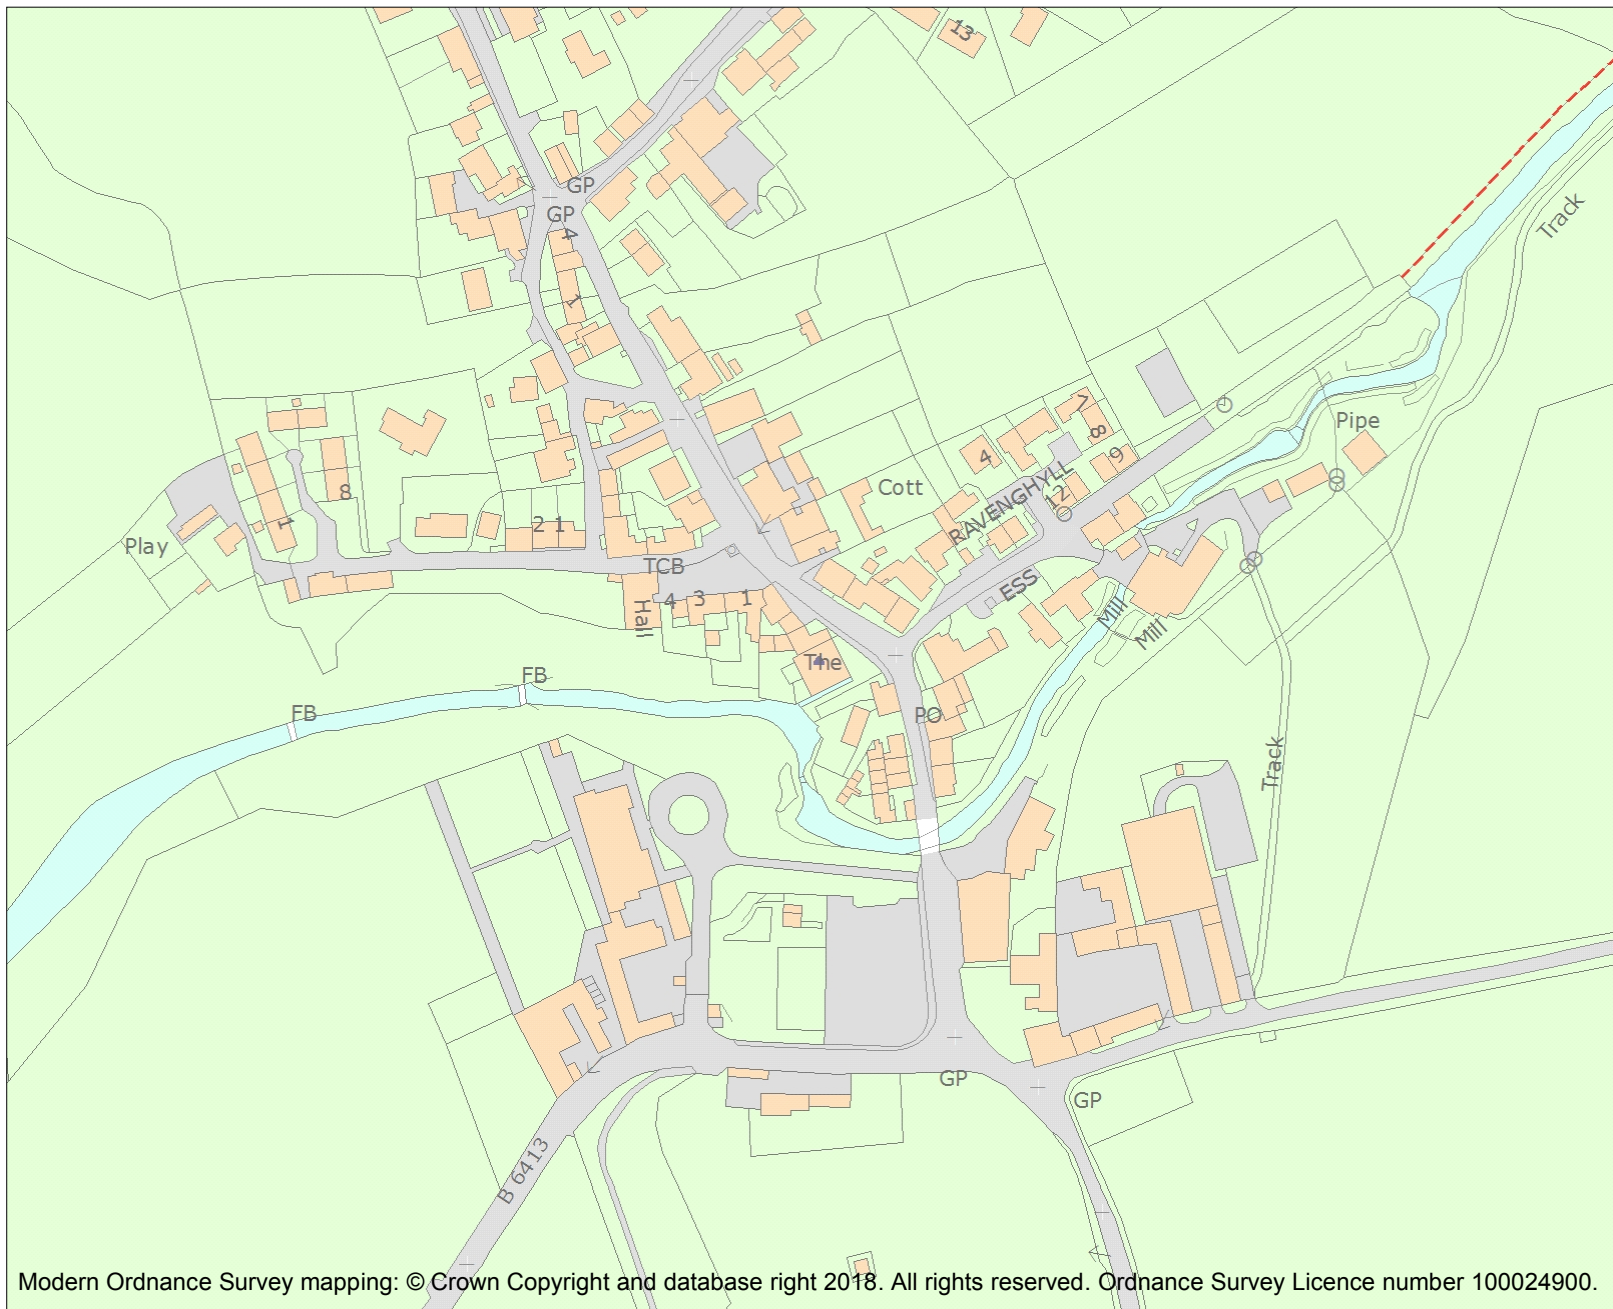 13
GP
GP
4
1
Track
7
8
9
4
12
Pipe
Cott
RAVENGHYLL
8
1
2 1
Play
TCB
ESS
4 3 1
Hall
Mill
Mill
The
FB
FB
PO
Track
GP
GP
B 6413
Modern Ordnance Survey mapping: © Crown Copyright and database right 2018. All rights reserved. Ordnance Survey Licence number 100024900.